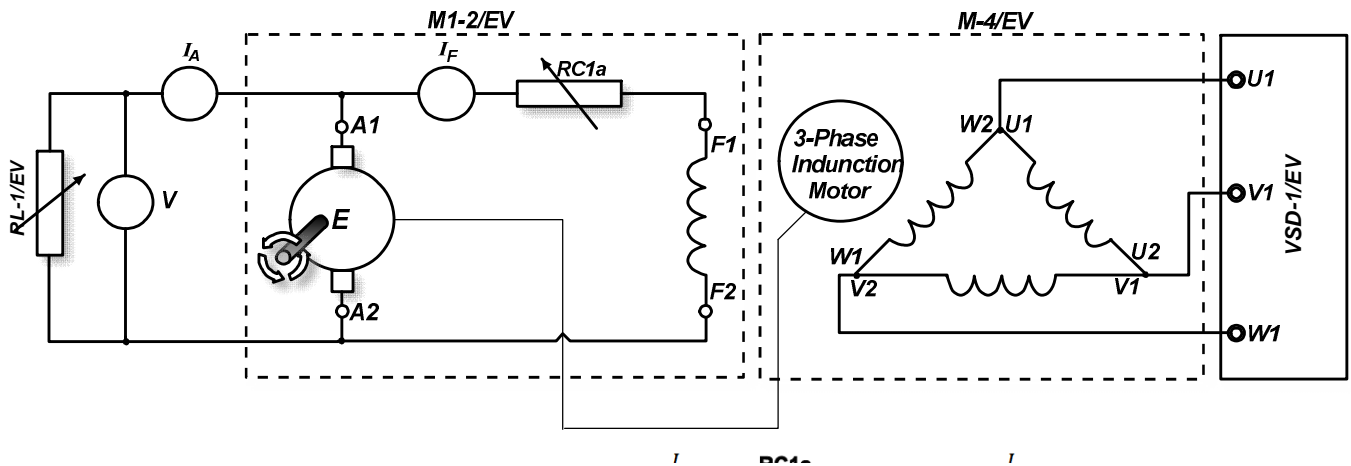 M1-2/EV
M-4/EV
I_A
I_F
RC1a
U1
A1
F1
W2
U1
3-Phase
Indunction
Motor
V1
RL-1/EV
V
E
VSD-1/EV
W1
U2
V2
V1
F2
A2
W1
I
RC1a
I